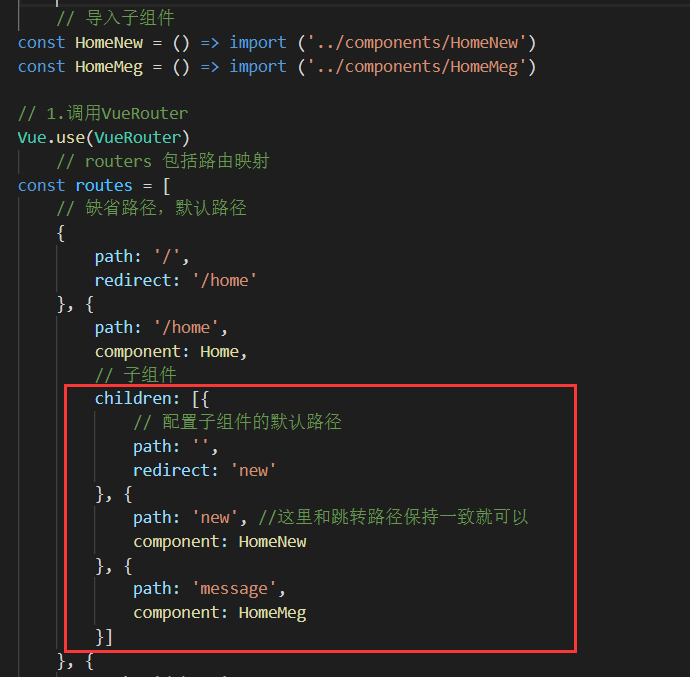 // 导入子组件
const HomeNew = () => import ('../components/HomeNew')
const HomeMeg = () => import ('../components/HomeMeg')
// 1.调用VueRouter
Vue.use(VueRouter)
// routers 包括路由映射
const routes = [
// 缺省路径，默认路径
{
path: '/',
redirect: '/home'
}, {
path: '/home',
component: Home,
// 子组件
children: [{
// 配置子组件的默认路径
path: '',
redirect: 'new'
}, {
path: 'new', //这里和跳转路径保持一致就可以
component: HomeNew
}, {
path: 'message',
component: HomeMeg
}]
}, {